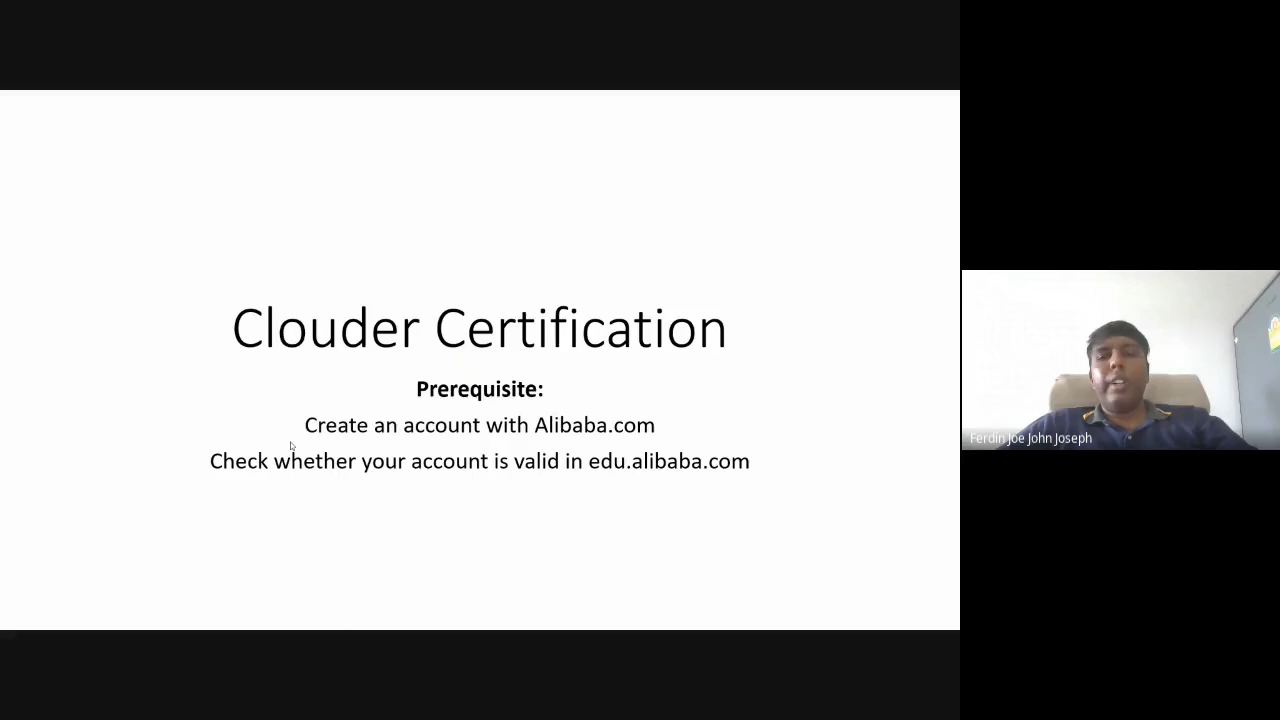 Clouder Certification
Prerequisite:
Create an account with Alibaba.com
Check whether your account is valid in edu.alibaba.com
Ferdin Joe John Joseph